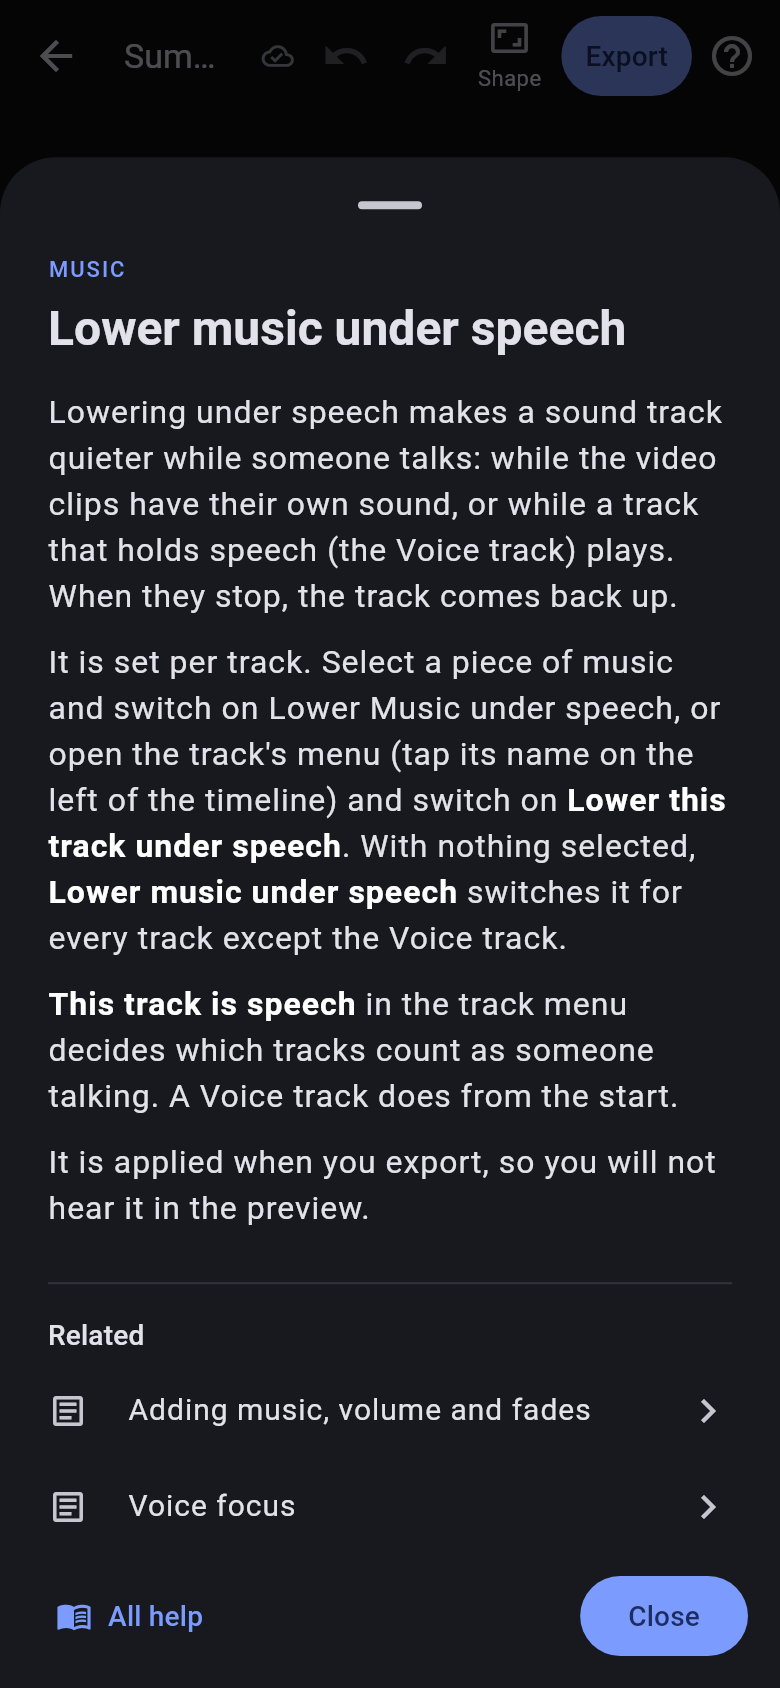 Sum...
Shape
Export
MUSIC
Lower music under speech
Lowering under speech makes a sound track
quieter while someone talks: while the video
clips have their own sound, or while a track
that holds speech (the Voice track) plays.
When they stop, the track comes back up.
It is set per track. Select a piece of music
and switch on Lower Music under speech, or
open the track's menu (tap its name on the
left of the timeline) and switch on Lower this
track under speech. With nothing selected,
Lower music under speech switches it for
every track except the Voice track.
This track is speech in the track menu
decides which tracks count as someone
talking. A Voice track does from the start.
It is applied when you export, so you will not
hear it in the preview.
Related
Adding music, volume and fades
Voice focus
All help
Close